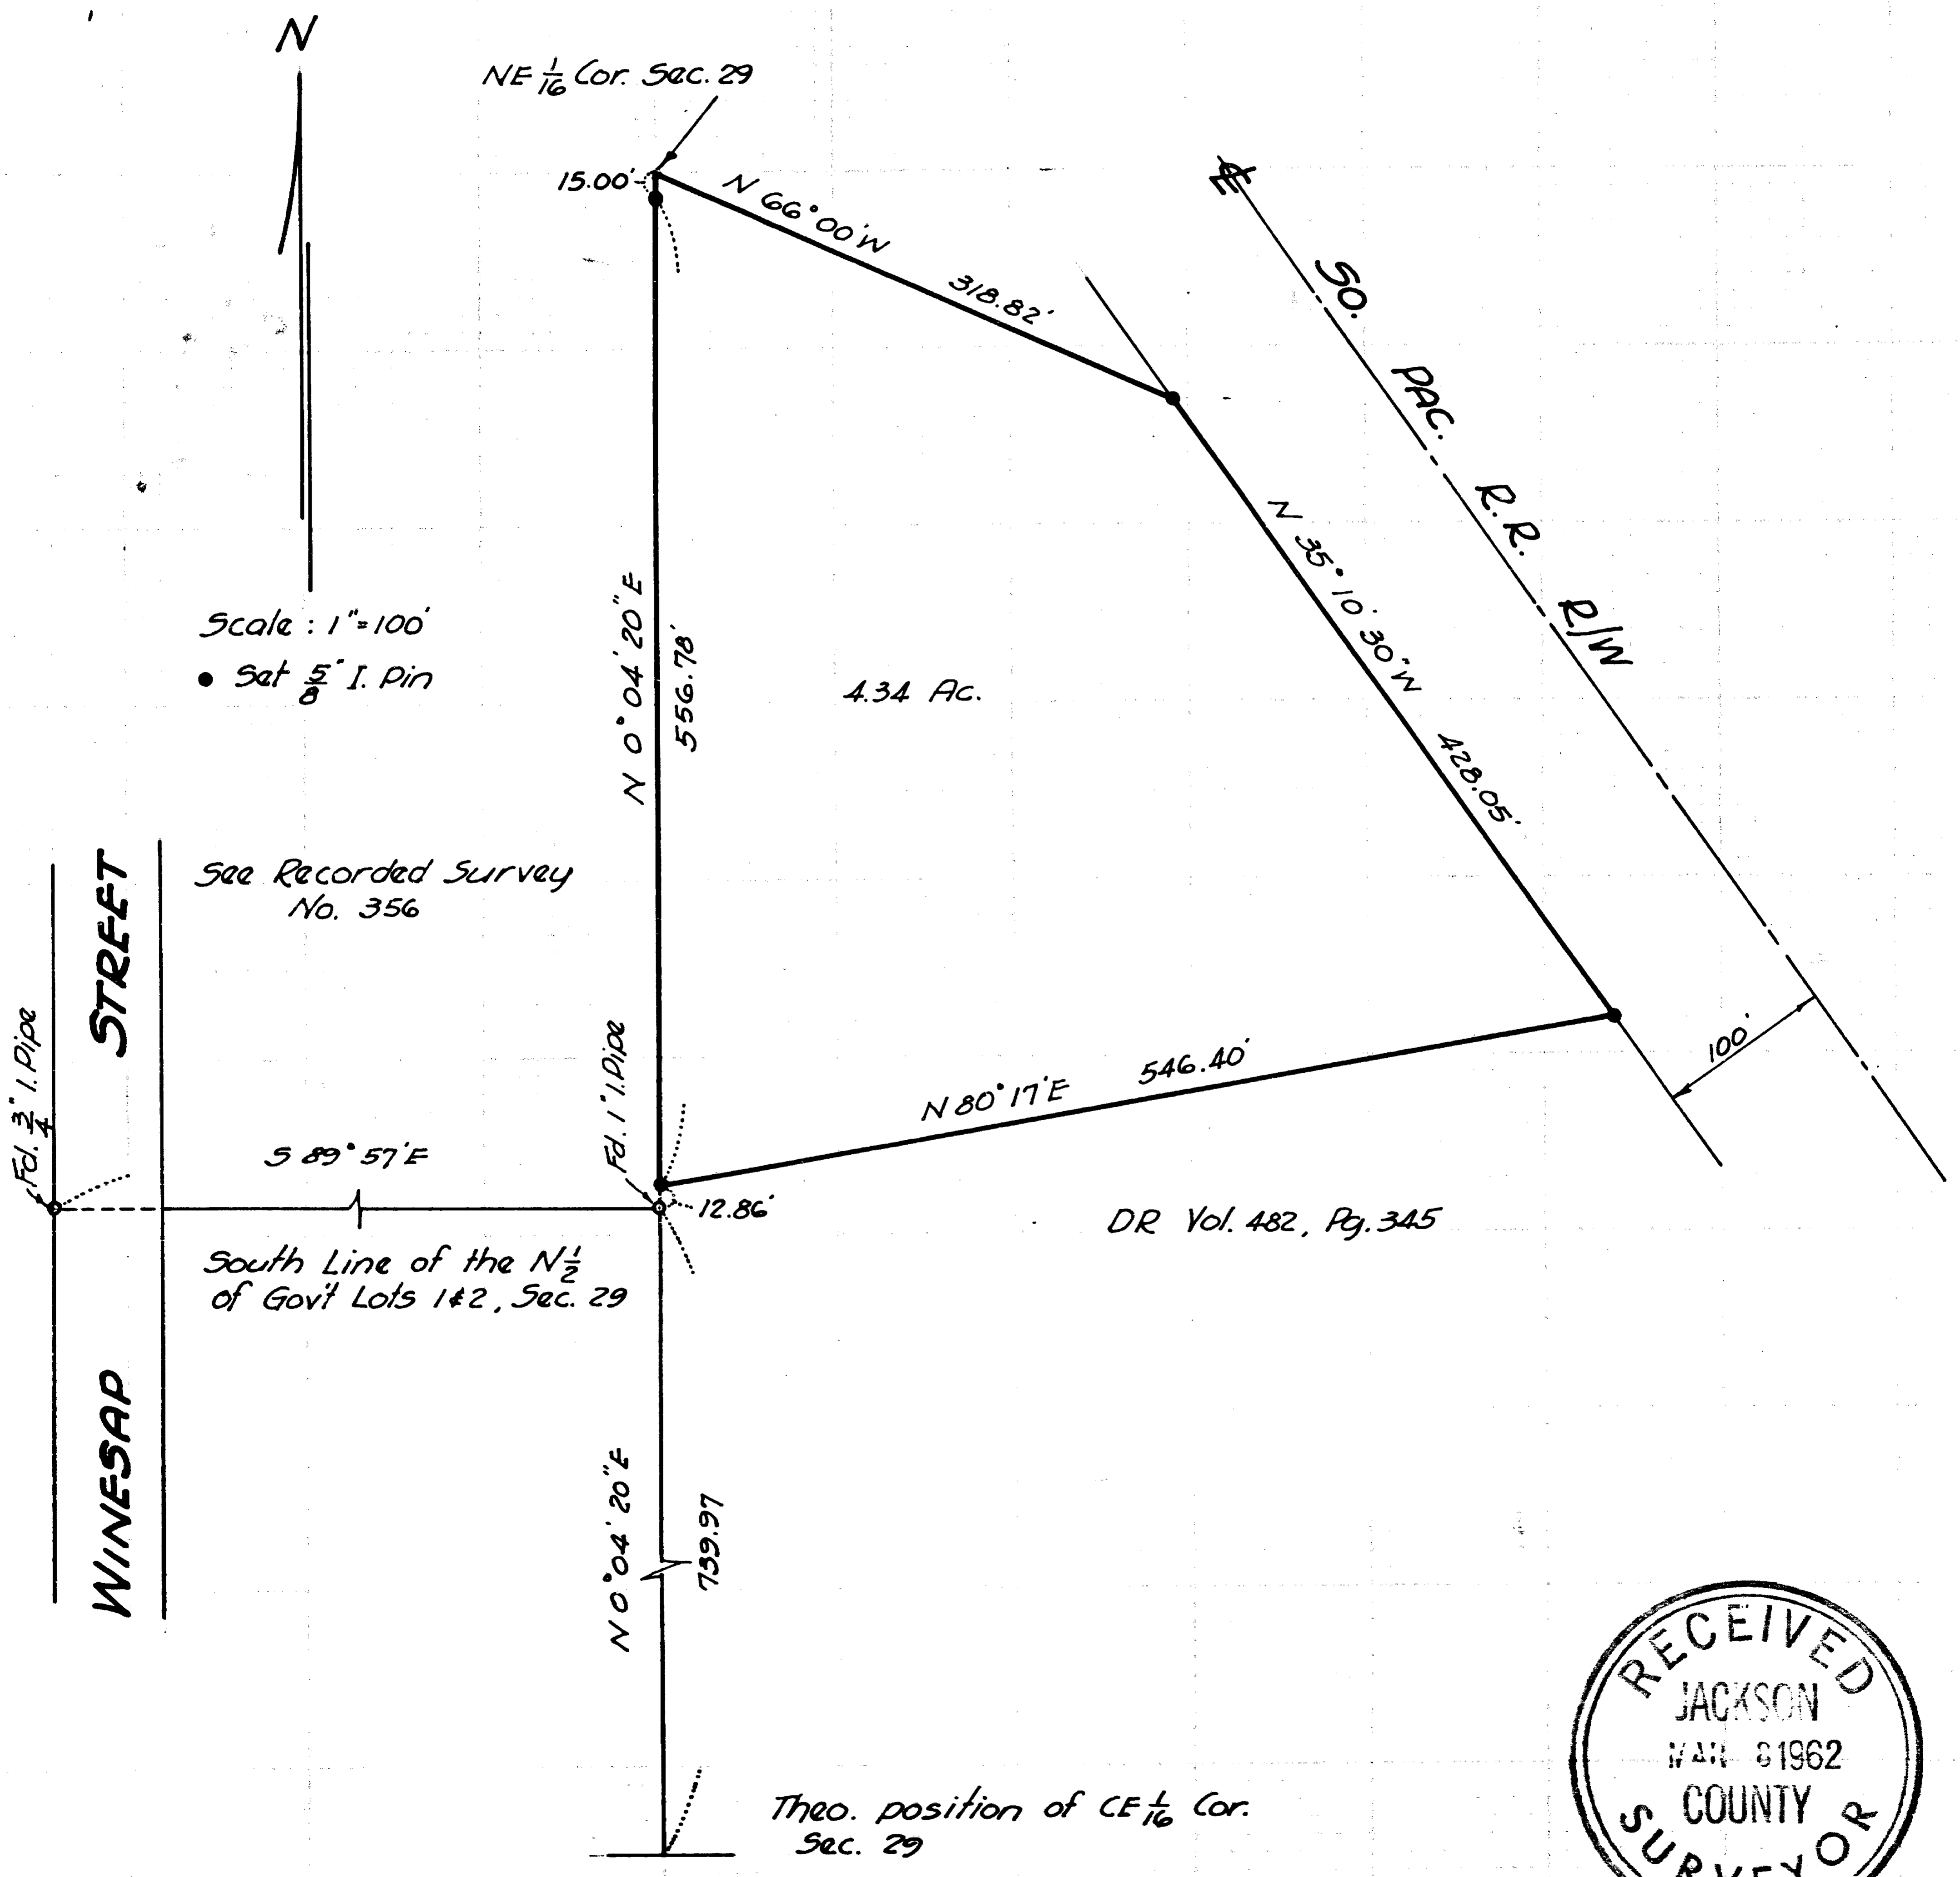 N
NE 1/16 Cor. Sec. 29
15.00'
N 66°00'W
318.82'
℄
SO. PAC. R.R. R/W
N 35°10'30"W
428.05'
N 0°04'20"E
556.78'
Scale : 1"=100'
● Set 5/8" I. Pin
4.34 Ac.
See Recorded Survey
No. 356
WINESAP STREET
Fd. 3/4" I. Pipe
Fd. 1" I. Pipe
100'
546.40'
N 80°17'E
S 89°57'E
12.86'
DR Vol. 482, Pg. 345
South Line of the N 1/2
of Gov't Lots 1&2, Sec. 29
N 0°04'20"E
739.97
Theo. position of CE 1/16 Cor.
Sec. 29
RECEIVED
JACKSON
1962
COUNTY
SURVEYOR